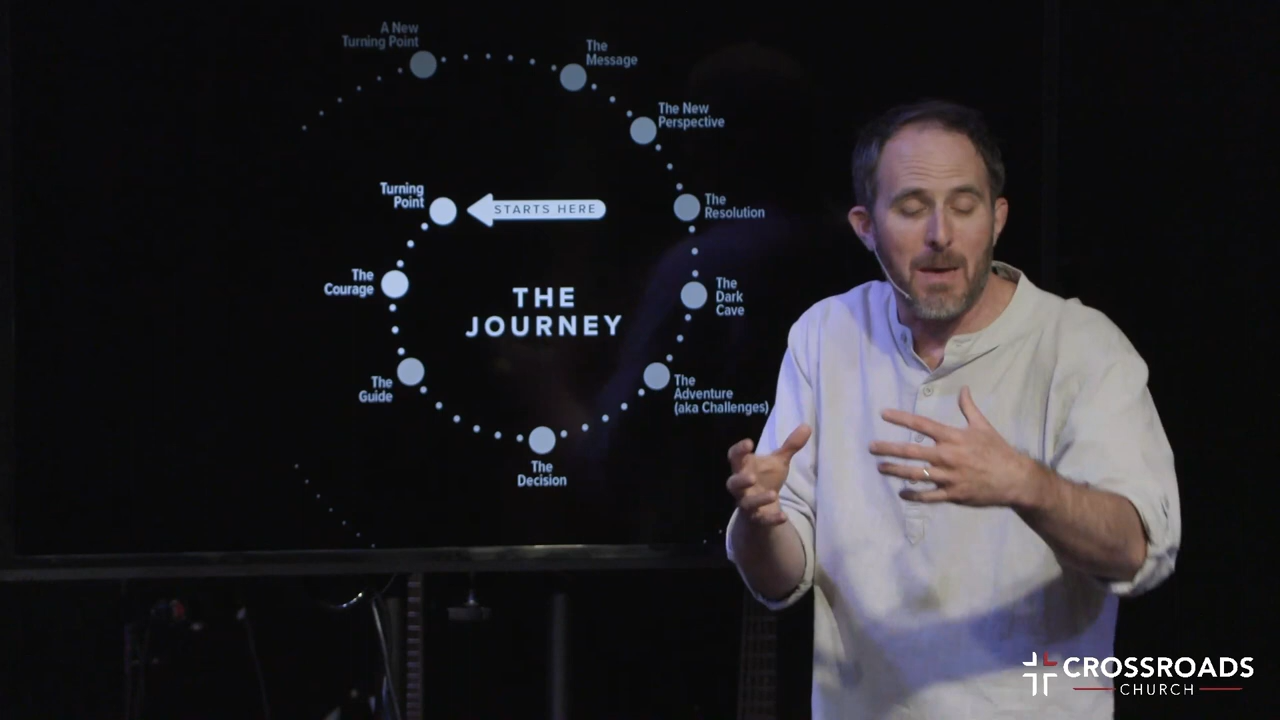 A New
Turning Point
The
Message
The New
Perspective
Turning
Point
STARTS HERE
The
Resolution
The
Courage
THE
JOURNEY
The
Dark
Cave
The
Guide
The
Adventure
(aka Challenges)
The
Decision
CROSSROADS
CHURCH